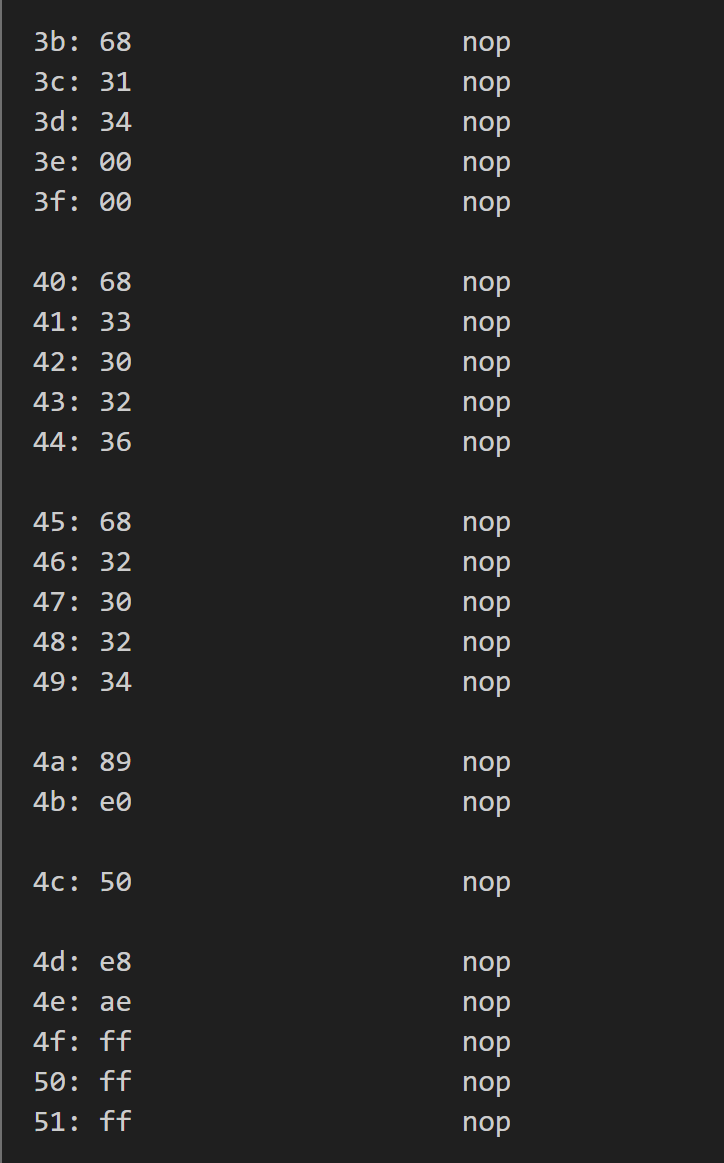 3b: 68 nop
3c: 31 nop
3d: 34 nop
3e: 00 nop
3f: 00 nop
40: 68 nop
41: 33 nop
42: 30 nop
43: 32 nop
44: 36 nop
45: 68 nop
46: 32 nop
47: 30 nop
48: 32 nop
49: 34 nop
4a: 89 nop
4b: e0 nop
4c: 50 nop
4d: e8 nop
4e: ae nop
4f: ff nop
50: ff nop
51: ff nop